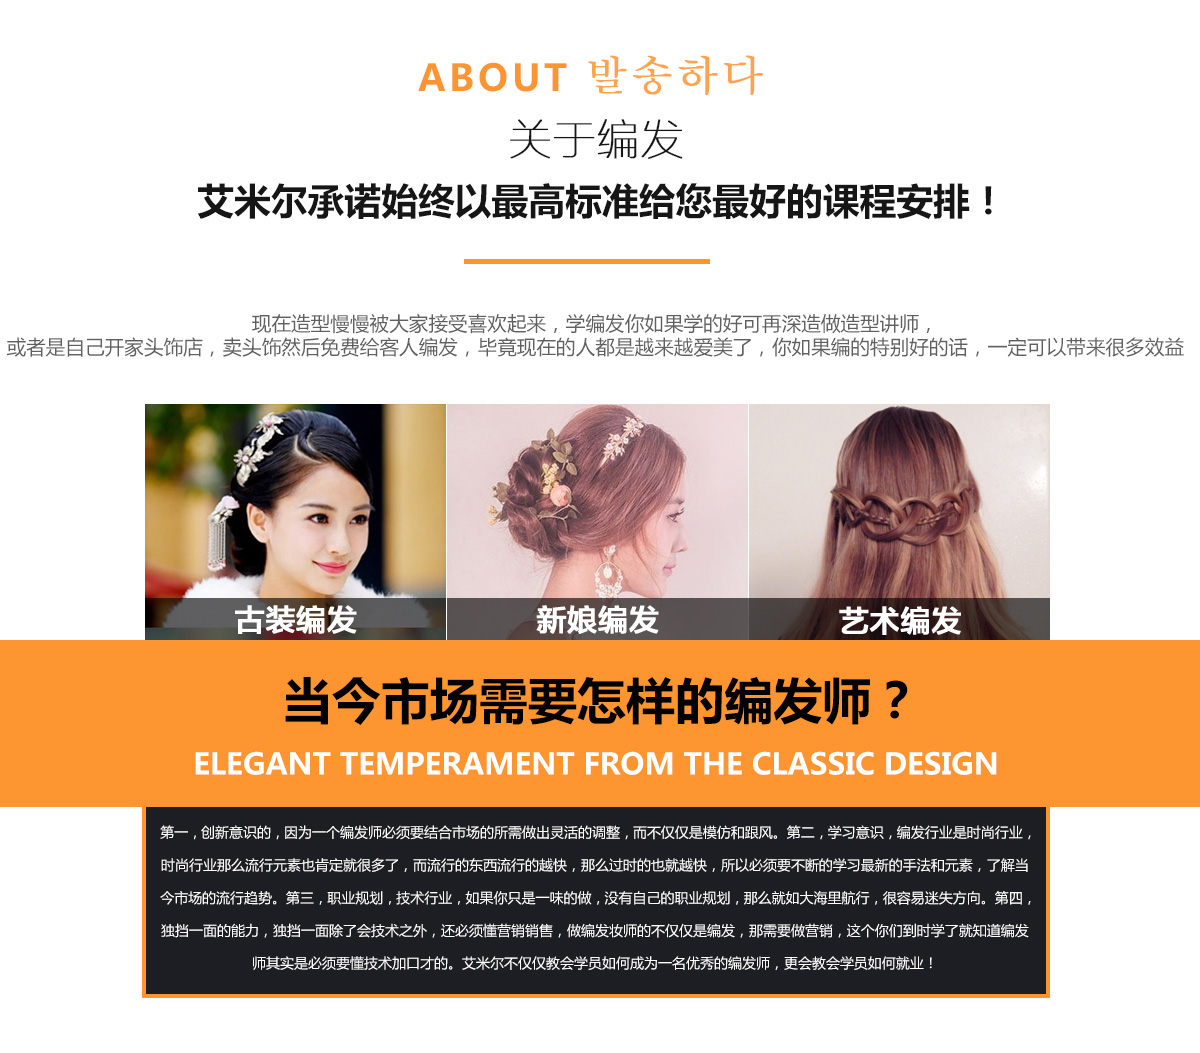 ABOUT 발송하다
关于编发
艾米尔承诺始终以最高标准给您最好的课程安排！
现在造型慢慢被大家接受喜欢起来，学编发你如果学的好可再深造做造型讲师，
或者是自己开家头饰店，卖头饰然后免费给客人编发，毕竟现在的人都是越来越爱美了，你如果编的特别好的话，一定可以带来很多效益
古装编发
新娘编发
艺术编发
当今市场需要怎样的编发师？
ELEGANT TEMPERAMENT FROM THE CLASSIC DESIGN
第一，创新意识的，因为一个编发师必须要结合市场的所需做出灵活的调整，而不仅仅是模仿和跟风。第二，学习意识，编发行业是时尚行业，
时尚行业那么流行元素也肯定就很多了，而流行的东西流行的越快，那么过时的也就越快，所以必须要不断的学习最新的手法和元素，了解当
今市场的流行趋势。第三，职业规划，技术行业，如果你只是一味的做，没有自己的职业规划，那么就如大海里航行，很容易迷失方向。第四，
独挡一面的能力，独挡一面除了会技术之外，还必须懂营销销售，做编发妆师的不仅仅是编发，那需要做营销，这个你们到时学了就知道编发
师其实是必须要懂技术加口才的。艾米尔不仅仅教会学员如何成为一名优秀的编发师，更会教会学员如何就业！